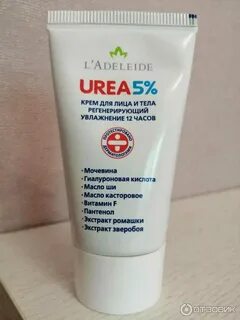 L'ADELEIDE
UREA5%
КРЕМ ДЛЯ ЛИЦА И ТЕЛА
РЕГЕНЕРИРУЮЩИЙ
УВЛАЖНЕНИЕ 12 ЧАСОВ
•Мочевина
•Гиалуроновая кислота
•Масло ши
•Масло касторовое
•Витамин F
•Пантенол
•Экстракт ромашки
•Экстракт зверобоя